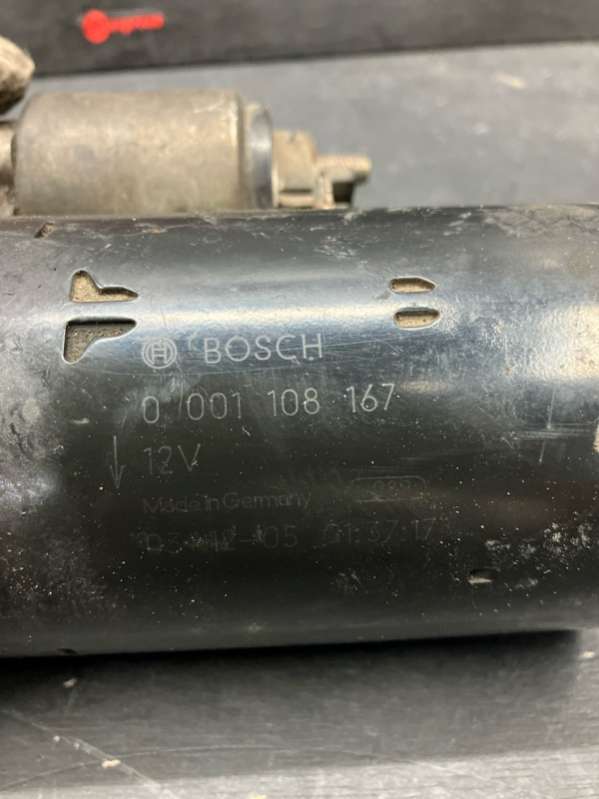 BOSCH
0 001 108 167
12V
Made in Germany